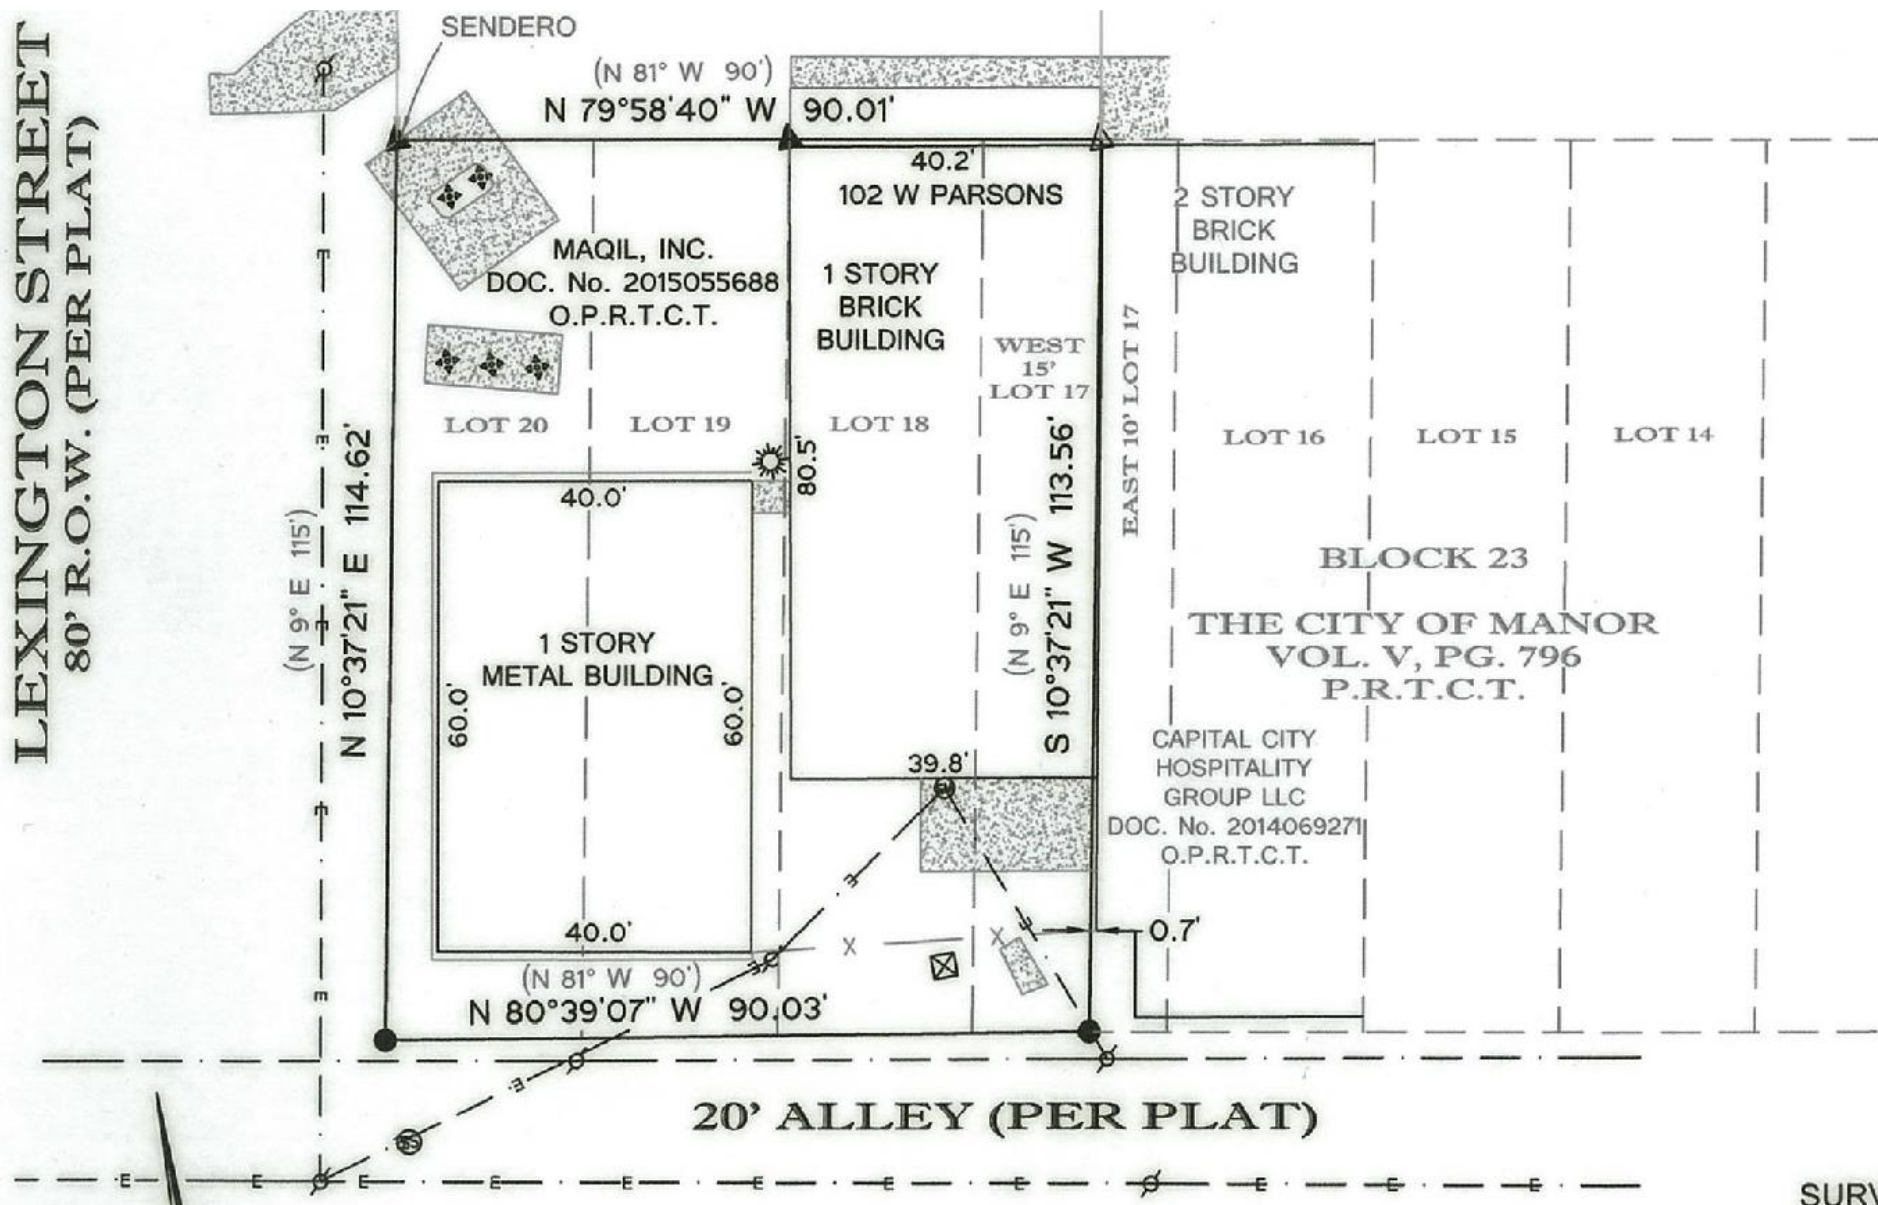 SENDERO
(N 81° W 90')
N 79°58'40" W 90.01'
LEXINGTON STREET
80' R.O.W. (PER PLAT)
40.2'
102 W PARSONS
2 STORY
BRICK
BUILDING
MAQIL, INC.
DOC. No. 2015055688
O.P.R.T.C.T.
1 STORY
BRICK
BUILDING
WEST
15'
LOT 17
EAST 10' LOT 17
LOT 20
LOT 19
LOT 18
LOT 16
LOT 15
LOT 14
80.5'
N 10°37'21" E 114.62'
(N 9° E 115')
S 10°37'21" W 113.56'
(N 9° E 115')
40.0'
1 STORY
METAL BUILDING
60.0'
60.0'
40.0'
BLOCK 23
THE CITY OF MANOR
VOL. V, PG. 796
P.R.T.C.T.
39.8'
CAPITAL CITY
HOSPITALITY
GROUP LLC
DOC. No. 2014069271
O.P.R.T.C.T.
0.7'
(N 81° W 90')
N 80°39'07" W 90.03'
20' ALLEY (PER PLAT)
E E E E E E E E E E E
SURV